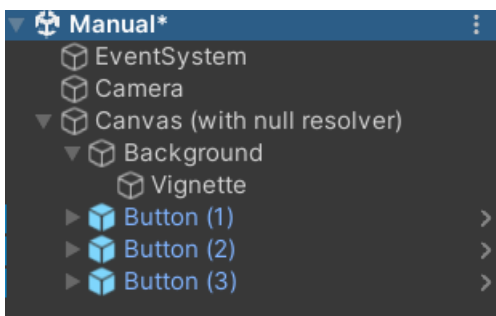 Manual*
EventSystem
Camera
Canvas (with null resolver)
Background
Vignette
Button (1)
Button (2)
Button (3)